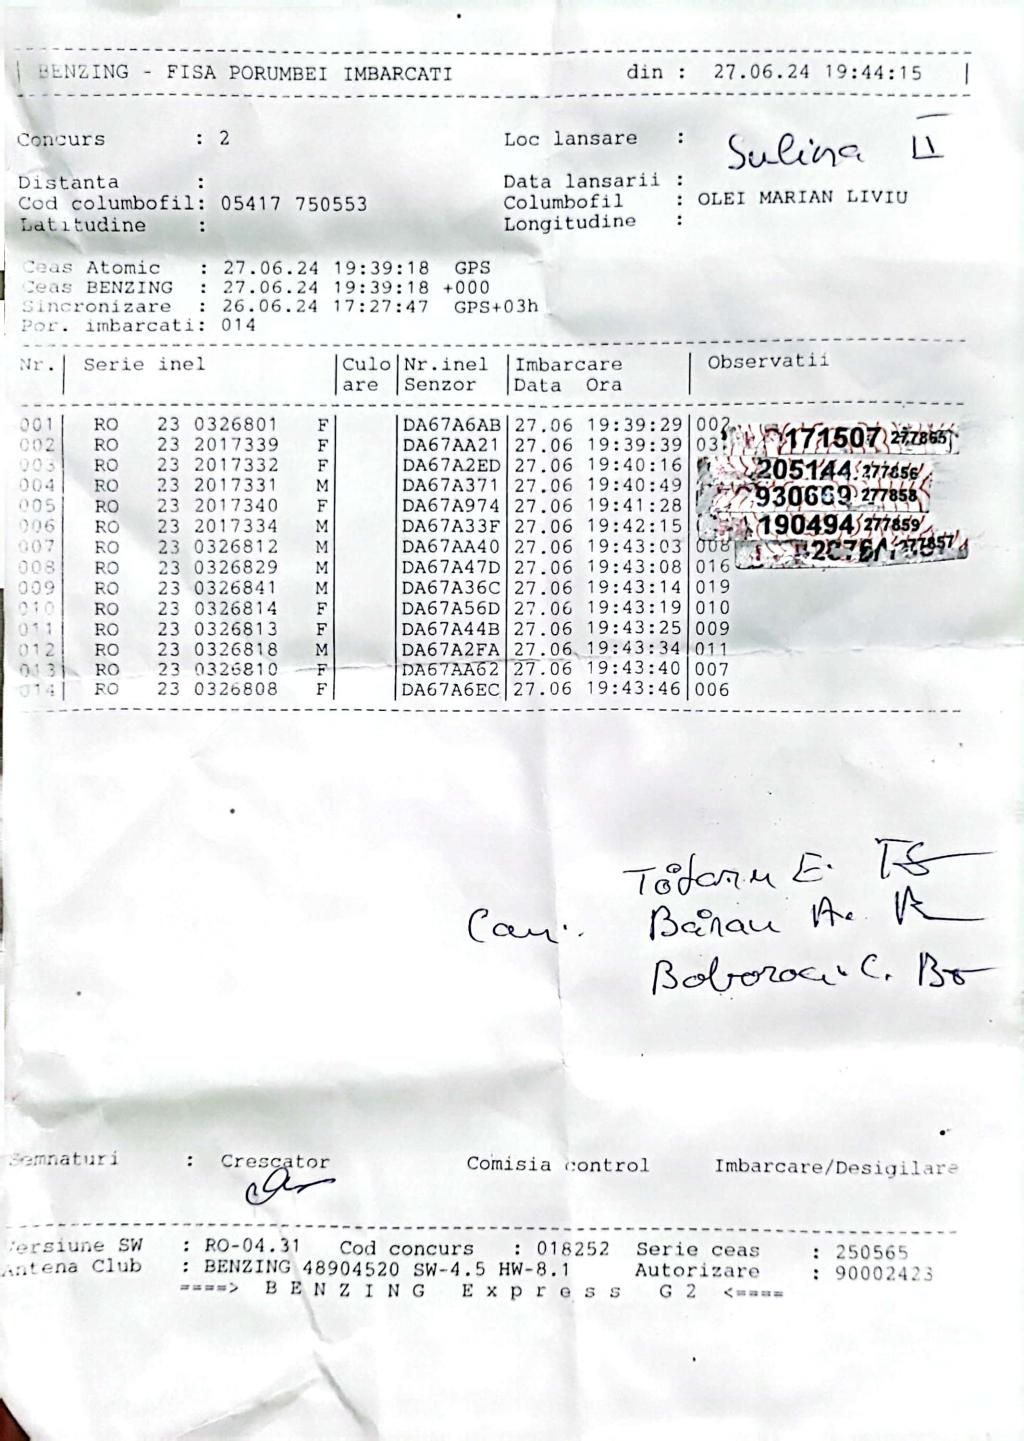 BENZING - FISA PORUMBEI IMBARCATI din : 27.06.24 19:44:15
Concurs : 2 Loc lansare : Sulina II
Distanta : Data lansarii :
Cod columbofil: 05417 750553 Columbofil : OLEI MARIAN LIVIU
Latitudine : Longitudine :
Ceas Atomic : 27.06.24 19:39:18 GPS
Ceas BENZING : 27.06.24 19:39:18 +000
Sincronizare : 26.06.24 17:27:47 GPS+03h
Por. imbarcati: 014
Nr. Serie inel Culo Nr.inel Imbarcare Observatii
are Senzor Data Ora
001 RO 23 0326801 F DA67A6AB 27.06 19:39:29 002 171507 277865
002 RO 23 2017339 F DA67A A21 27.06 19:39:39
003 RO 23 2017332 F DA67A2ED 27.06 19:40:16 205144 277856
004 RO 23 2017331 M DA67A371 27.06 19:40:49
005 RO 23 2017340 F DA67A974 27.06 19:41:28 930669 277858
006 RO 23 2017334 M DA67A33F 27.06 19:42:15 190494 277859
007 RO 23 0326812 M DA67AA40 27.06 19:43:03 008 277857
008 RO 23 0326829 M DA67A47D 27.06 19:43:08 016
009 RO 23 0326841 M DA67A36C 27.06 19:43:14 019
010 RO 23 0326814 F DA67A56D 27.06 19:43:19 010
011 RO 23 0326813 F DA67A44B 27.06 19:43:25 009
012 RO 23 0326818 M DA67A2FA 27.06 19:43:34 011
013 RO 23 0326810 F DA67AA62 27.06 19:43:40 007
014 RO 23 0326808 F DA67A6EC 27.06 19:43:46 006
E.
Bărau A.
C.
Semnaturi : Crescator Comisia control Imbarcare/Desigilare
Versiune SW : RO-04.31 Cod concurs : 018252 Serie ceas : 250565
Antena Club : BENZING 48904520 SW-4.5 HW-8.1 Autorizare : 90002423
====> B E N Z I N G E x p r e s s G 2 <====